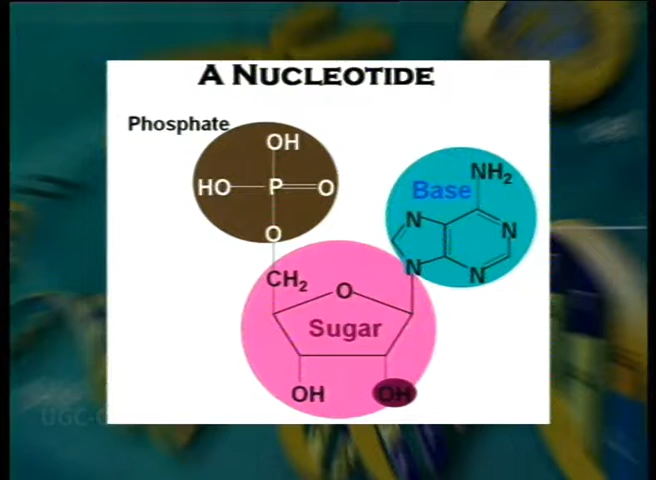 A NUCLEOTIDE
Phosphate
OH
HO P O
O
NH₂
Base
N N
N N
CH₂ O
Sugar
OH OH